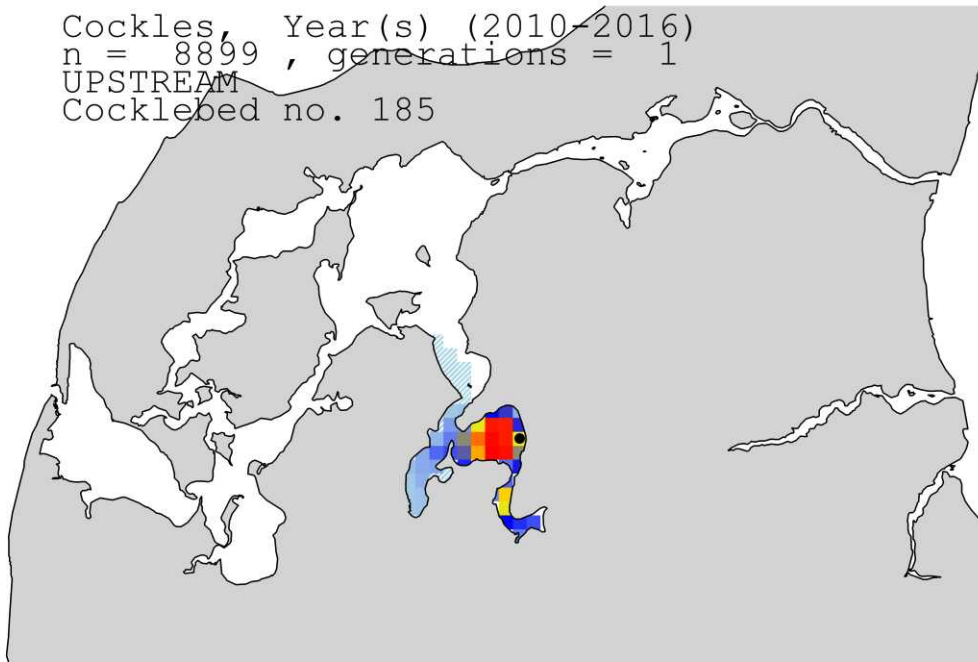 Cockles, Year(s) (2010-2016)
n = 8899 , generations = 1
UPSTREAM
Cocklebed no. 185